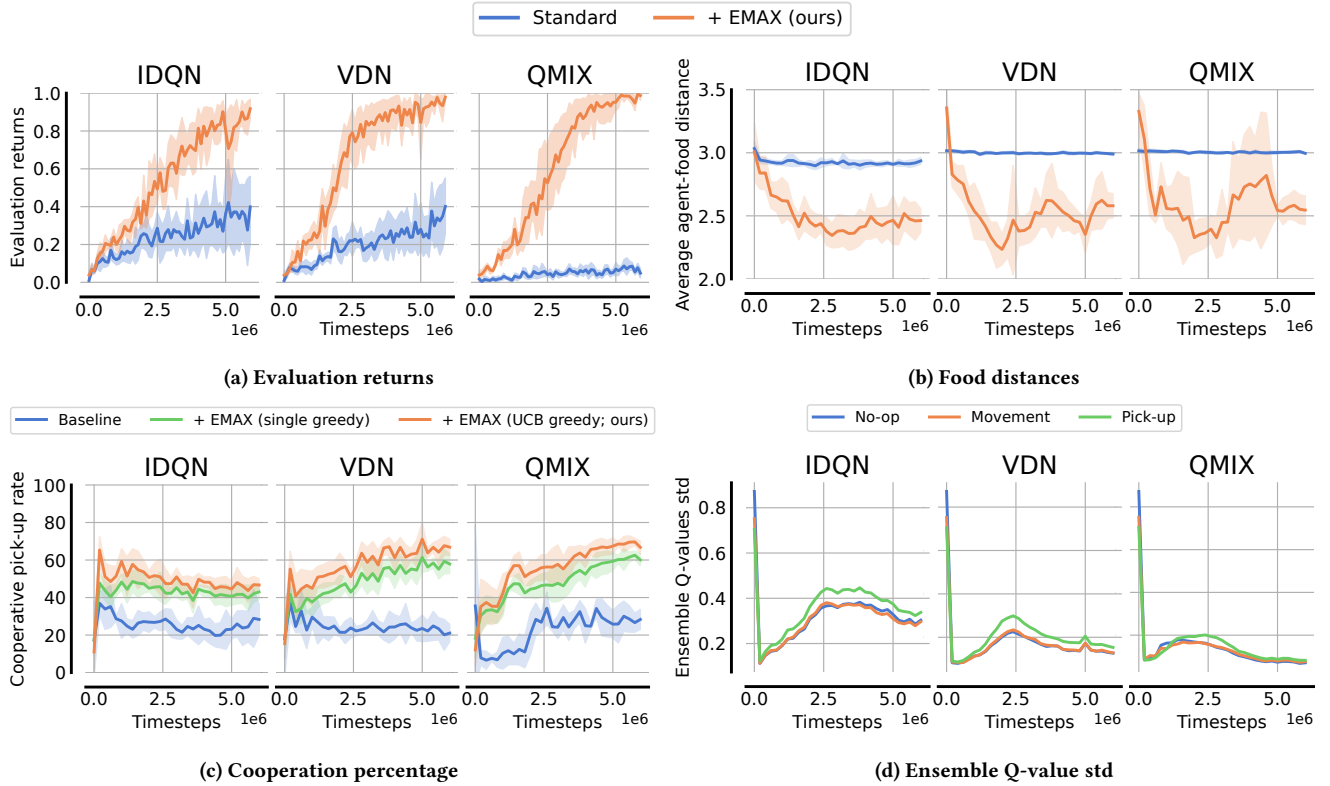 Standard + EMAX (ours)
IDQN VDN QMIX
Evaluation returns
1.0
0.8
0.6
0.4
0.2
0.0
0.0 2.5 5.0 0.0 2.5 5.0 0.0 2.5 5.0
1e6 Timesteps 1e6 1e6
(a) Evaluation returns
IDQN VDN QMIX
Average agent-food distance
3.5
3.0
2.5
2.0
0.0 2.5 5.0 0.0 2.5 5.0 0.0 2.5 5.0
Timesteps 1e6 Timesteps 1e6 Timesteps 1e6
(b) Food distances
Baseline + EMAX (single greedy) + EMAX (UCB greedy; ours)
IDQN VDN QMIX
Cooperative pick-up rate
100
80
60
40
20
0
0.0 2.5 5.0 0.0 2.5 5.0 0.0 2.5 5.0
Timesteps 1e6 Timesteps 1e6 Timesteps 1e6
(c) Cooperation percentage
No-op Movement Pick-up
IDQN VDN QMIX
Ensemble Q-values std
0.8
0.6
0.4
0.2
0.0 2.5 5.0 0.0 2.5 5.0 0.0 2.5 5.0
Timesteps 1e6 Timesteps 1e6 Timesteps 1e6
(d) Ensemble Q-value std